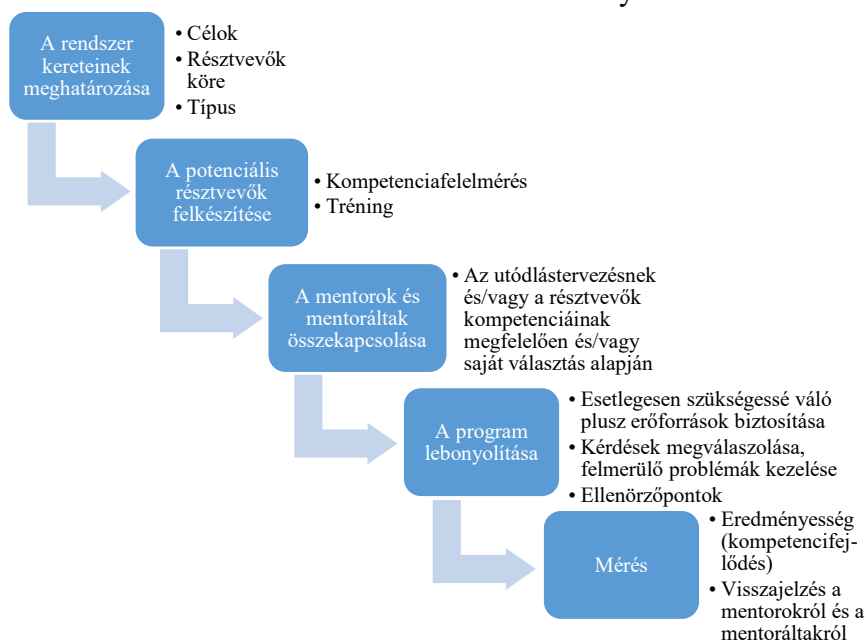 A rendszer
kereteinek
meghatározása
• Célok
• Résztvevők
köre
• Típus
A potenciális
résztvevők
felkészítése
• Kompetenciafelelmérés
• Tréning
A mentorok és
mentoráltak
összekapcsolása
• Az utódlástervezésnek
és/vagy a résztvevők
kompetenciáinak
megfelelően és/vagy
saját választás alapján
A program
lebonyolítása
• Esetlegesen szükségessé váló
plusz erőforrások biztosítása
• Kérdések megválaszolása,
felmerülő problémák kezelése
• Ellenörzőpontok
Mérés
• Eredményesség
(kompetencifej-
lődés)
• Visszajelzés a
mentorokról és a
mentoráltakról